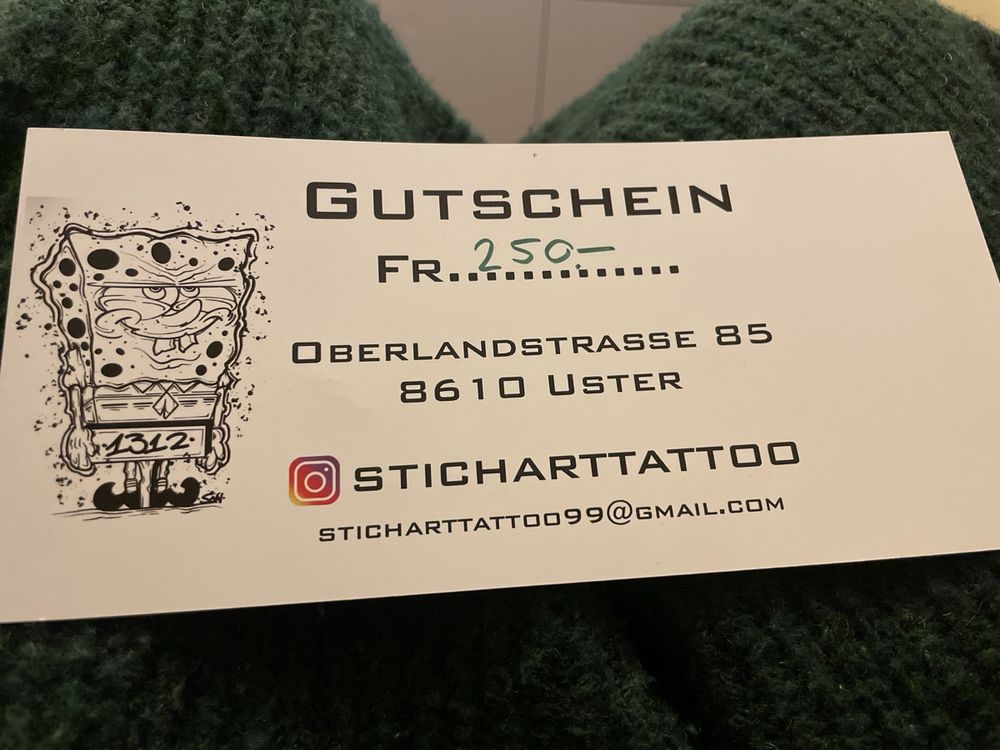 GUTSCHEIN
FR. 250.–
OBERLANDSTRASSE 85
8610 USTER
STICHARTTATTOO
STICHARTTATTOO99@GMAIL.COM
·1312·